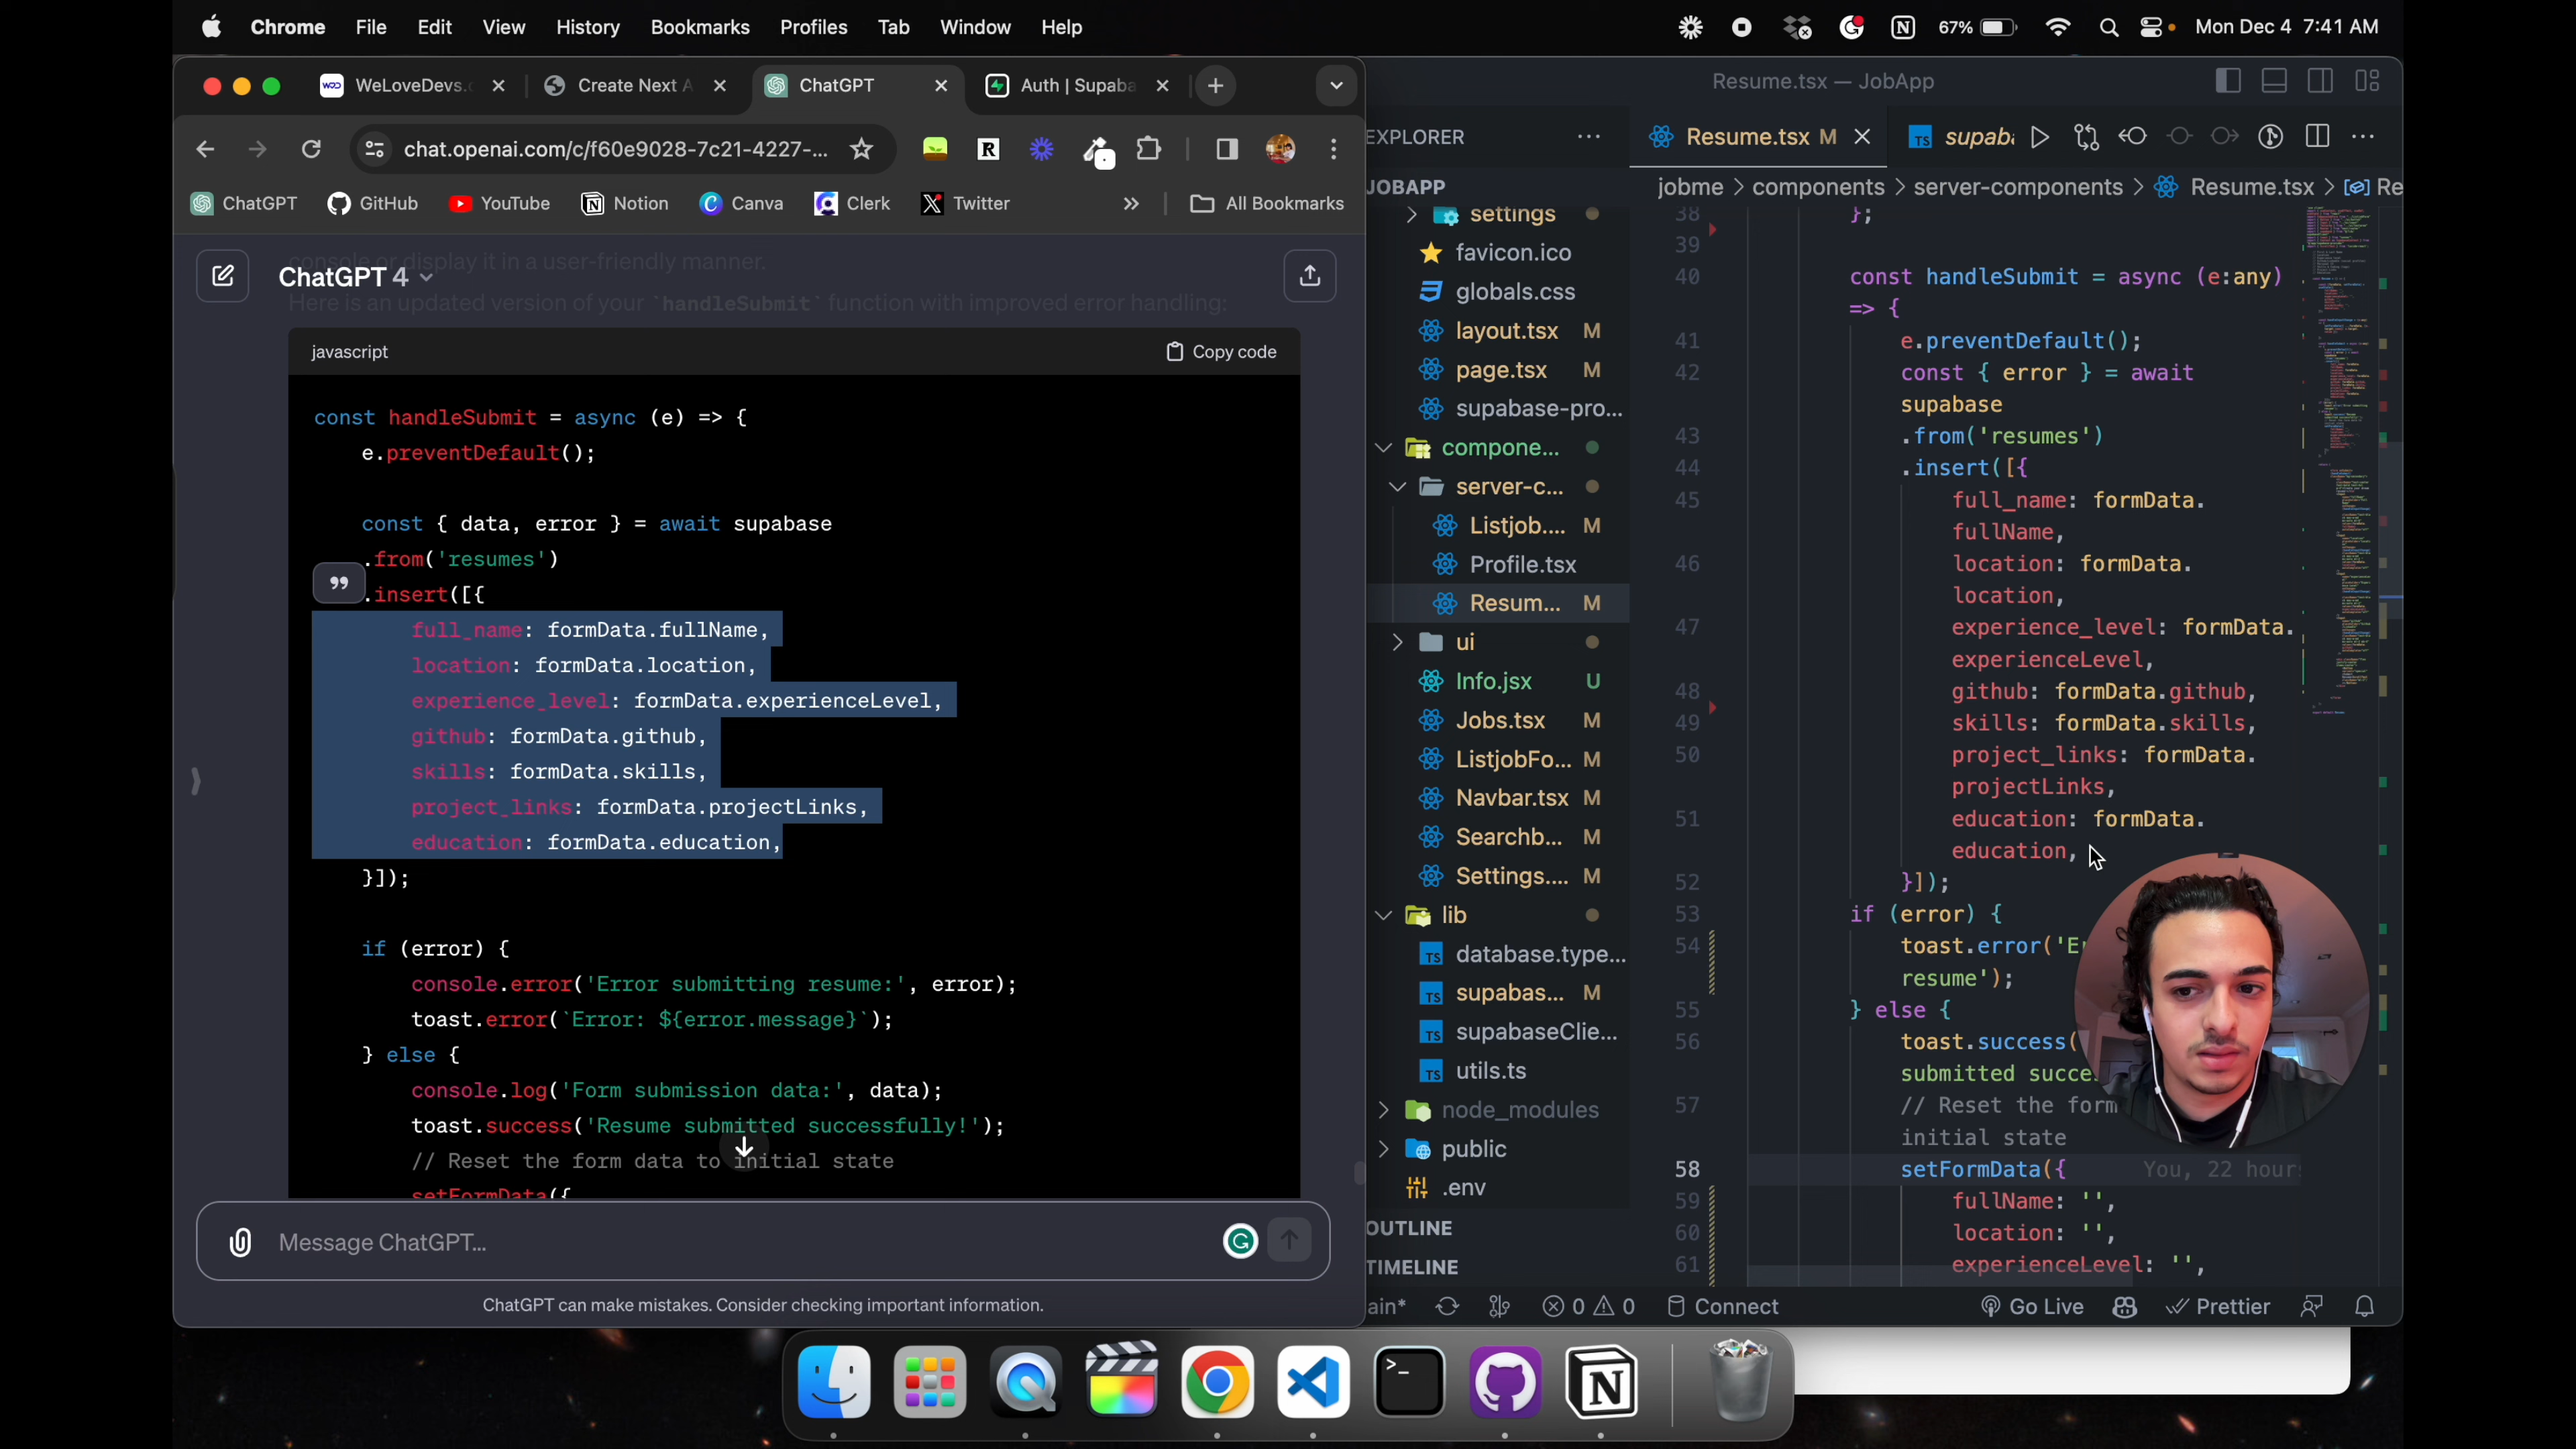 Chrome File Edit View History Bookmarks Profiles Tab Window Help
67% Mon Dec 4 7:41 AM
WeLoveDevs.c
Create Next A
ChatGPT
Auth | Supaba
chat.openai.com/c/f60e9028-7c21-4227-...
ChatGPT GitHub YouTube Notion Canva Clerk Twitter » All Bookmarks
console or display it in a user-friendly manner.
ChatGPT 4
Here is an updated version of your `handleSubmit` function with improved error handling:
javascript
Copy code
const handleSubmit = async (e) => {
e.preventDefault();
const { data, error } = await supabase
.from('resumes')
.insert([{
full_name: formData.fullName,
location: formData.location,
experience_level: formData.experienceLevel,
github: formData.github,
skills: formData.skills,
project_links: formData.projectLinks,
education: formData.education,
}]);
if (error) {
console.error('Error submitting resume:', error);
toast.error(`Error: ${error.message}`);
} else {
console.log('Form submission data:', data);
toast.success('Resume submitted successfully!');
// Reset the form data to initial state
setFormData({
Message ChatGPT...
ChatGPT can make mistakes. Consider checking important information.
Resume.tsx — JobApp
EXPLORER
JOBAPP
settings
favicon.ico
globals.css
layout.tsx M
page.tsx M
supabase-pro...
compone...
server-c...
Listjob.... M
Profile.tsx
Resum... M
ui
Info.jsx U
Jobs.tsx M
ListjobFo... M
Navbar.tsx M
Searchb... M
Settings.... M
lib
database.type...
supabas... M
supabaseClie...
utils.ts
node_modules
public
.env
OUTLINE
TIMELINE
Resume.tsx M
TS supaba
jobme > components > server-components > Resume.tsx > Re
38 };
39
40 const handleSubmit = async (e:any)
=> {
41 e.preventDefault();
42 const { error } = await
supabase
43 .from('resumes')
44 .insert([{
45 full_name: formData.
fullName,
46 location: formData.
location,
47 experience_level: formData.
experienceLevel,
48 github: formData.github,
49 skills: formData.skills,
50 project_links: formData.
projectLinks,
51 education: formData.
education,
52 }]);
53 if (error) {
54 toast.error('E
resume');
55 } else {
56 toast.success(
submitted succe
57 // Reset the form
initial state
58 setFormData({ You, 22 hour
59 fullName: '',
60 location: '',
61 experienceLevel: '',
ain* 0 0 Connect Go Live Prettier